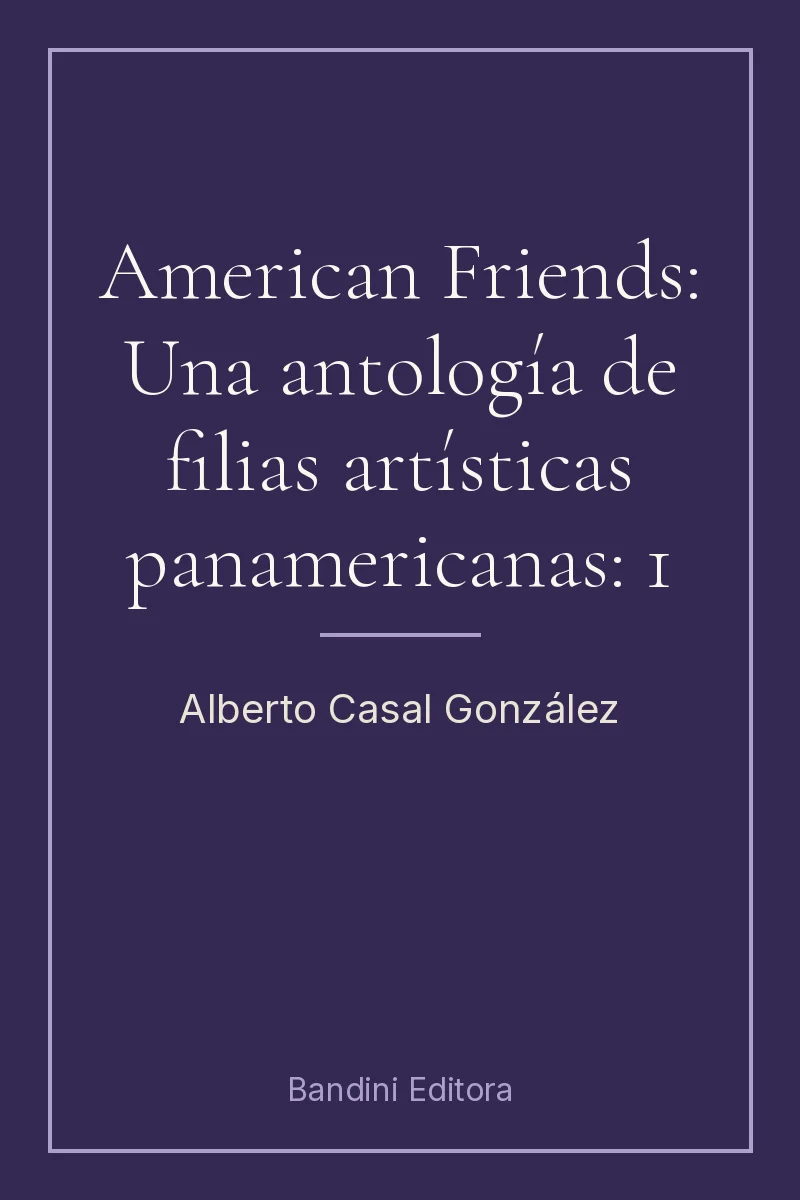 American Friends:
Una antología de
filias artísticas
panamericanas: 1
Alberto Casal González
Bandini Editora